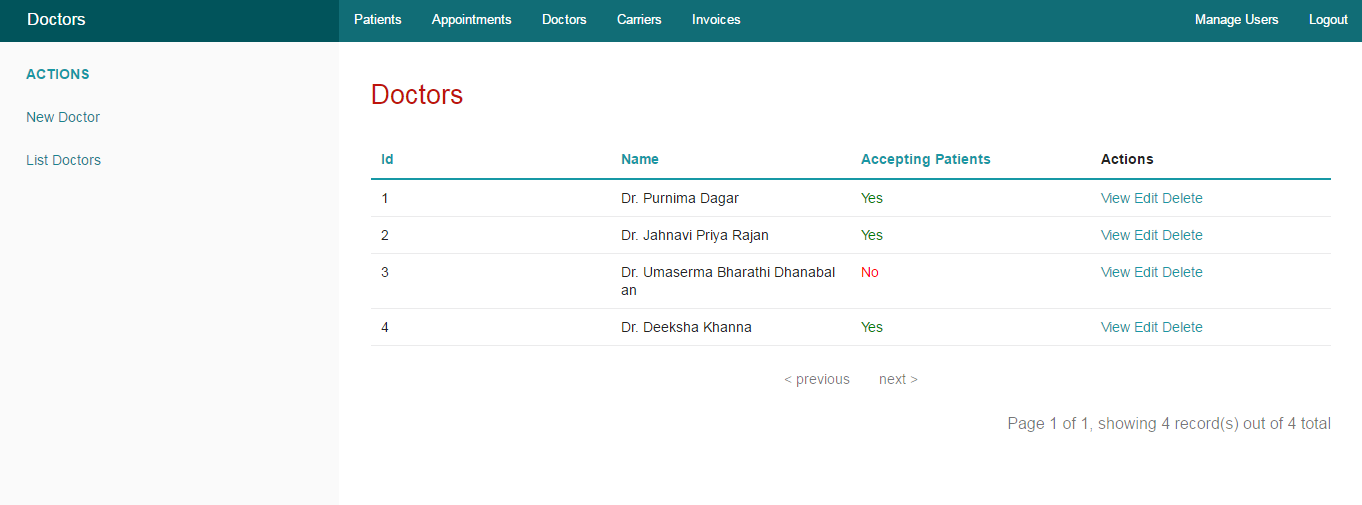 Doctors Patients Appointments Doctors Carriers Invoices Manage Users Logout
ACTIONS
New Doctor
List Doctors
Doctors
Id Name Accepting Patients Actions
1 Dr. Purnima Dagar Yes View Edit Delete
2 Dr. Jahnavi Priya Rajan Yes View Edit Delete
3 Dr. Umaserma Bharathi Dhanabal No View Edit Delete
an
4 Dr. Deeksha Khanna Yes View Edit Delete
< previous next >
Page 1 of 1, showing 4 record(s) out of 4 total